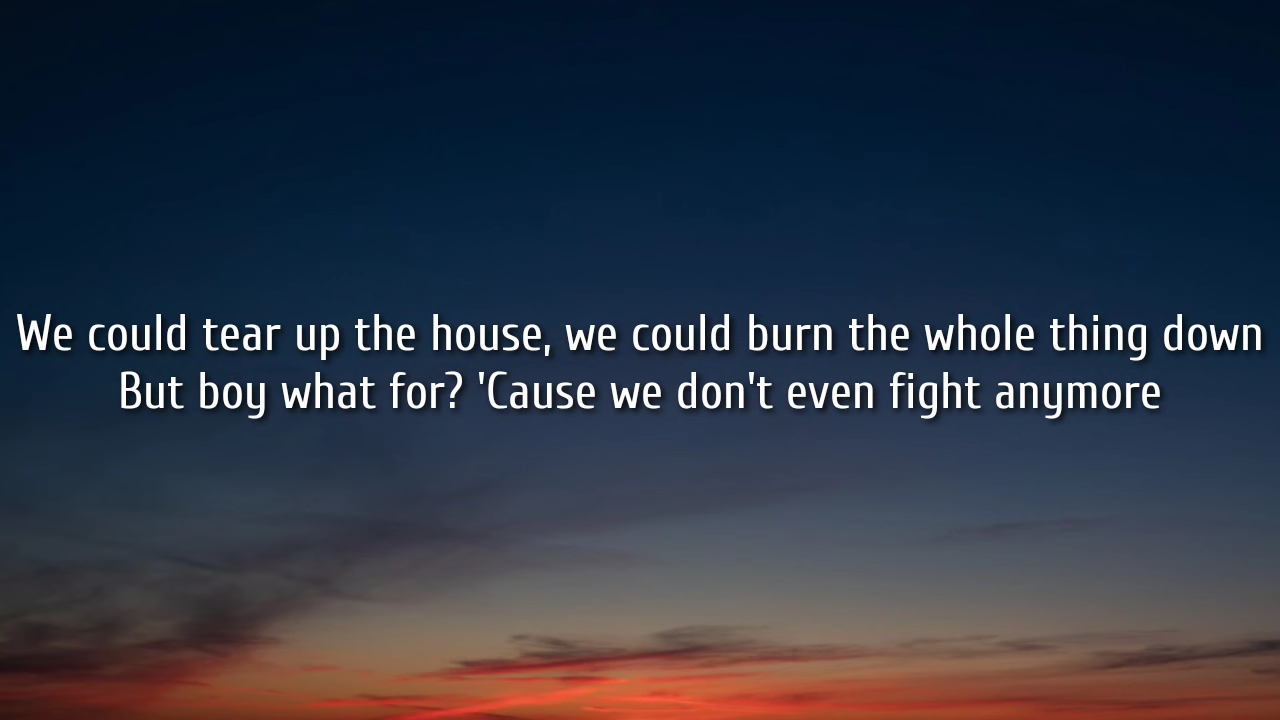 We could tear up the house, we could burn the whole thing down
But boy what for? 'Cause we don't even fight anymore